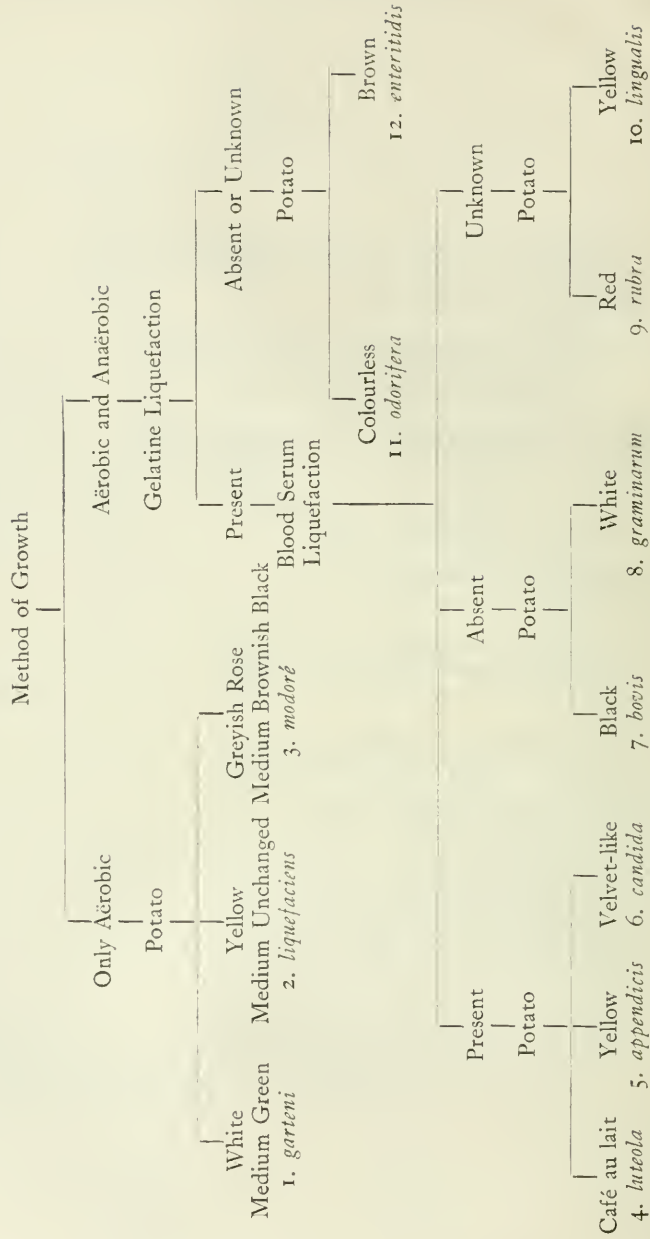 Method of Growth
Only Aërobic
Aërobic and Anaërobic
Potato
Gelatine Liquefaction
White
Medium Green
1. garteni
Yellow
Medium Unchanged
2. liquefaciens
Greyish Rose
Medium Brownish Black
3. modoré
Present
Absent or Unknown
Blood Serum
Liquefaction
Potato
Colourless
11. odorifera
Brown
12. enteritidis
Present
Absent
Unknown
Potato
Potato
Potato
Café au lait
4. luteola
Yellow
5. appendicis
Velvet-like
6. candida
Black
7. bovis
White
8. graminarum
Red
9. rubra
Yellow
10. lingualis